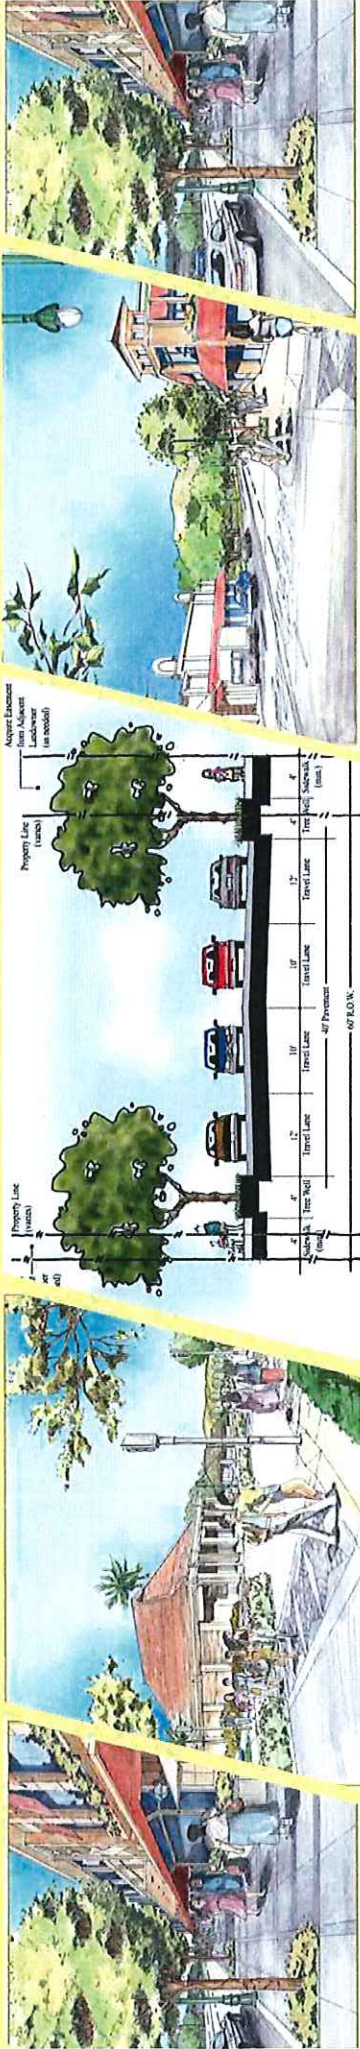 Property Line
(varies)
Property Line
(varies)
Acquire Easement
from Adjacent
Landowner
(as needed)
4'
4'
12'
10'
10'
12'
4'
4'
Sidewalk
(min.)
Tree Well
Travel Lane
Travel Lane
Travel Lane
Travel Lane
Tree Well
Sidewalk
(min.)
40' Pavement
60' R.O.W.